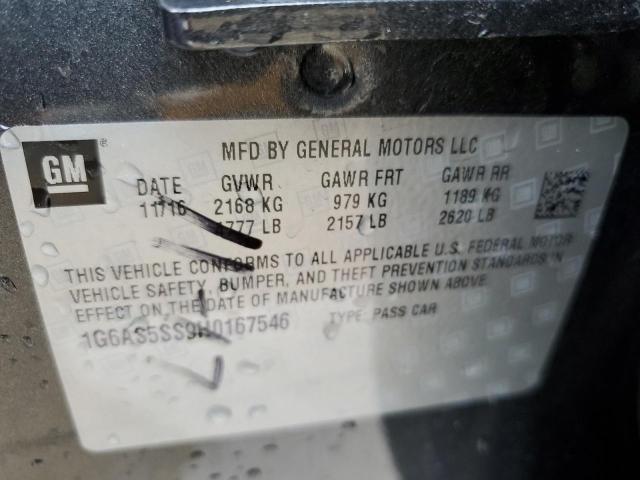 GM ®
MFD BY GENERAL MOTORS LLC
DATE GVWR GAWR FRT GAWR RR
11/16 2168 KG 979 KG 1189 KG
4777 LB 2157 LB 2620 LB
THIS VEHICLE CONFORMS TO ALL APPLICABLE U.S. FEDERAL MOTOR
VEHICLE SAFETY, BUMPER, AND THEFT PREVENTION STANDARDS IN
EFFECT ON THE DATE OF MANUFACTURE SHOWN ABOVE.
1G6AS5SS9H0167546 TYPE: PASS CAR